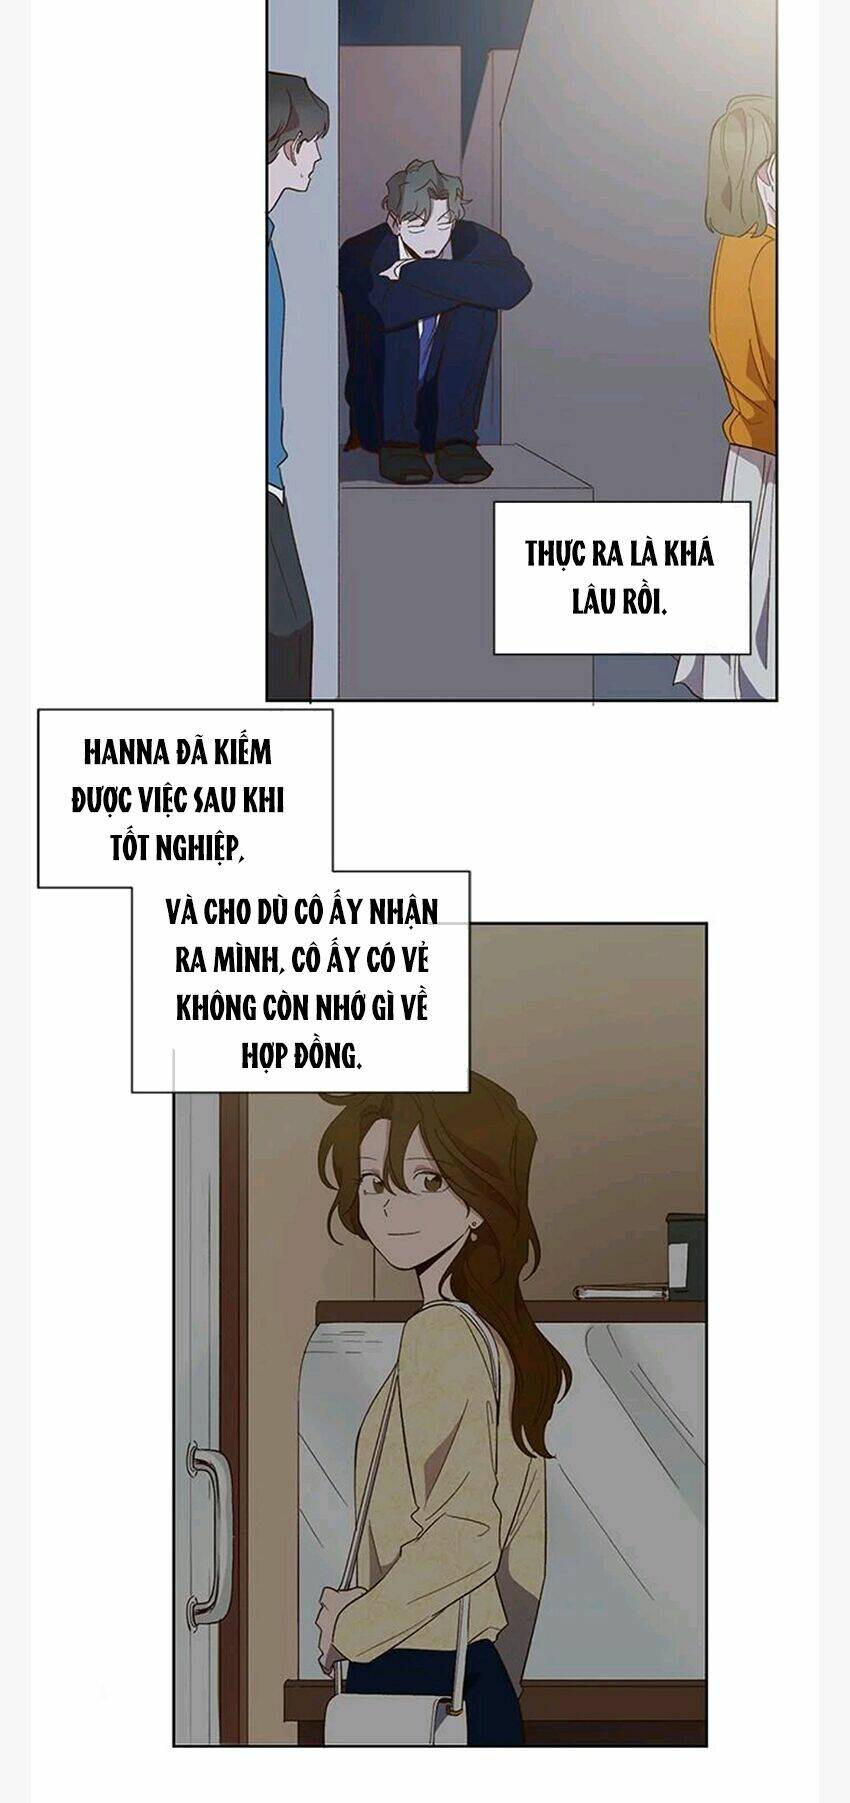 THỰC RA LÀ KHÁ
LÂU RỒI.
HANNA ĐÃ KIẾM
ĐƯỢC VIỆC SAU KHI
TỐT NGHIỆP,
VÀ CHO DÙ CÔ ẤY NHẬN
RA MÌNH, CÔ ẤY CÓ VẺ
KHÔNG CÒN NHỚ GÌ VỀ
HỢP ĐỒNG.